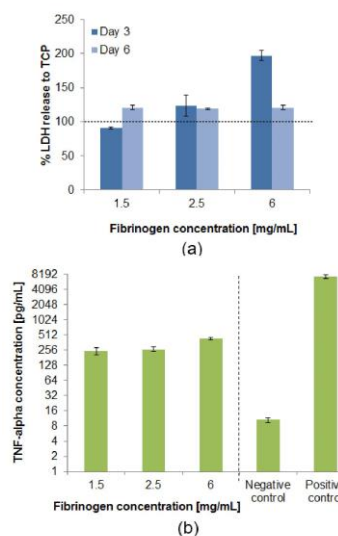 250
200
150
100
50
0
% LDH release to TCP
Day 3
Day 6
1.5 2.5 6
Fibrinogen concentration [mg/mL]
(a)
8192
4096
2048
1024
512
256
128
64
32
16
8
4
2
1
TNF-alpha concentration [pg/mL]
1.5 2.5 6 Negative Positive
control control
Fibrinogen concentration [mg/mL]
(b)